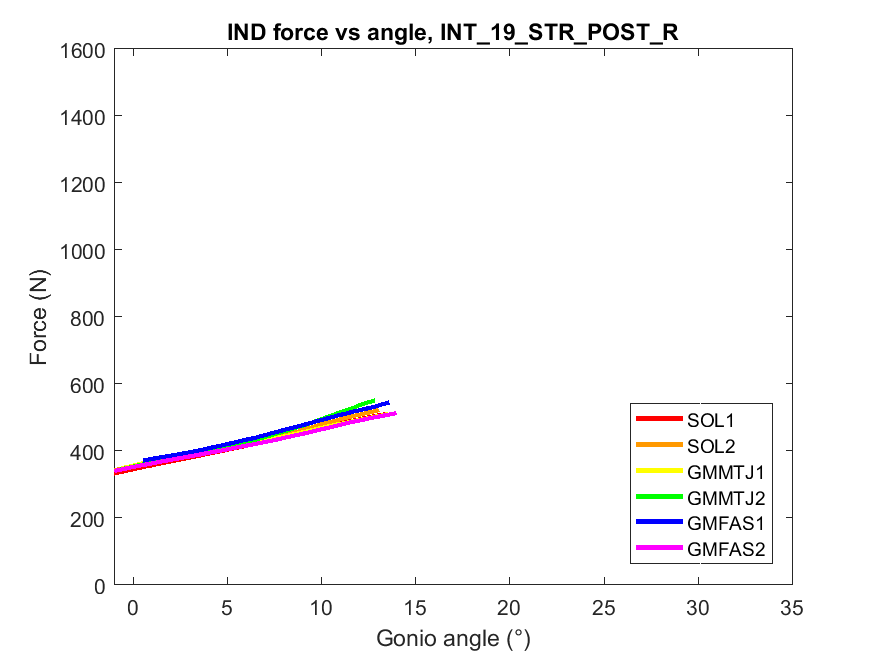 IND force vs angle, INT_19_STR_POST_R
1600
1400
1200
1000
800
600
400
200
0
Force (N)
SOL1
SOL2
GMMTJ1
GMMTJ2
GMFAS1
GMFAS2
0 5 10 15 20 25 30 35
Gonio angle (°)